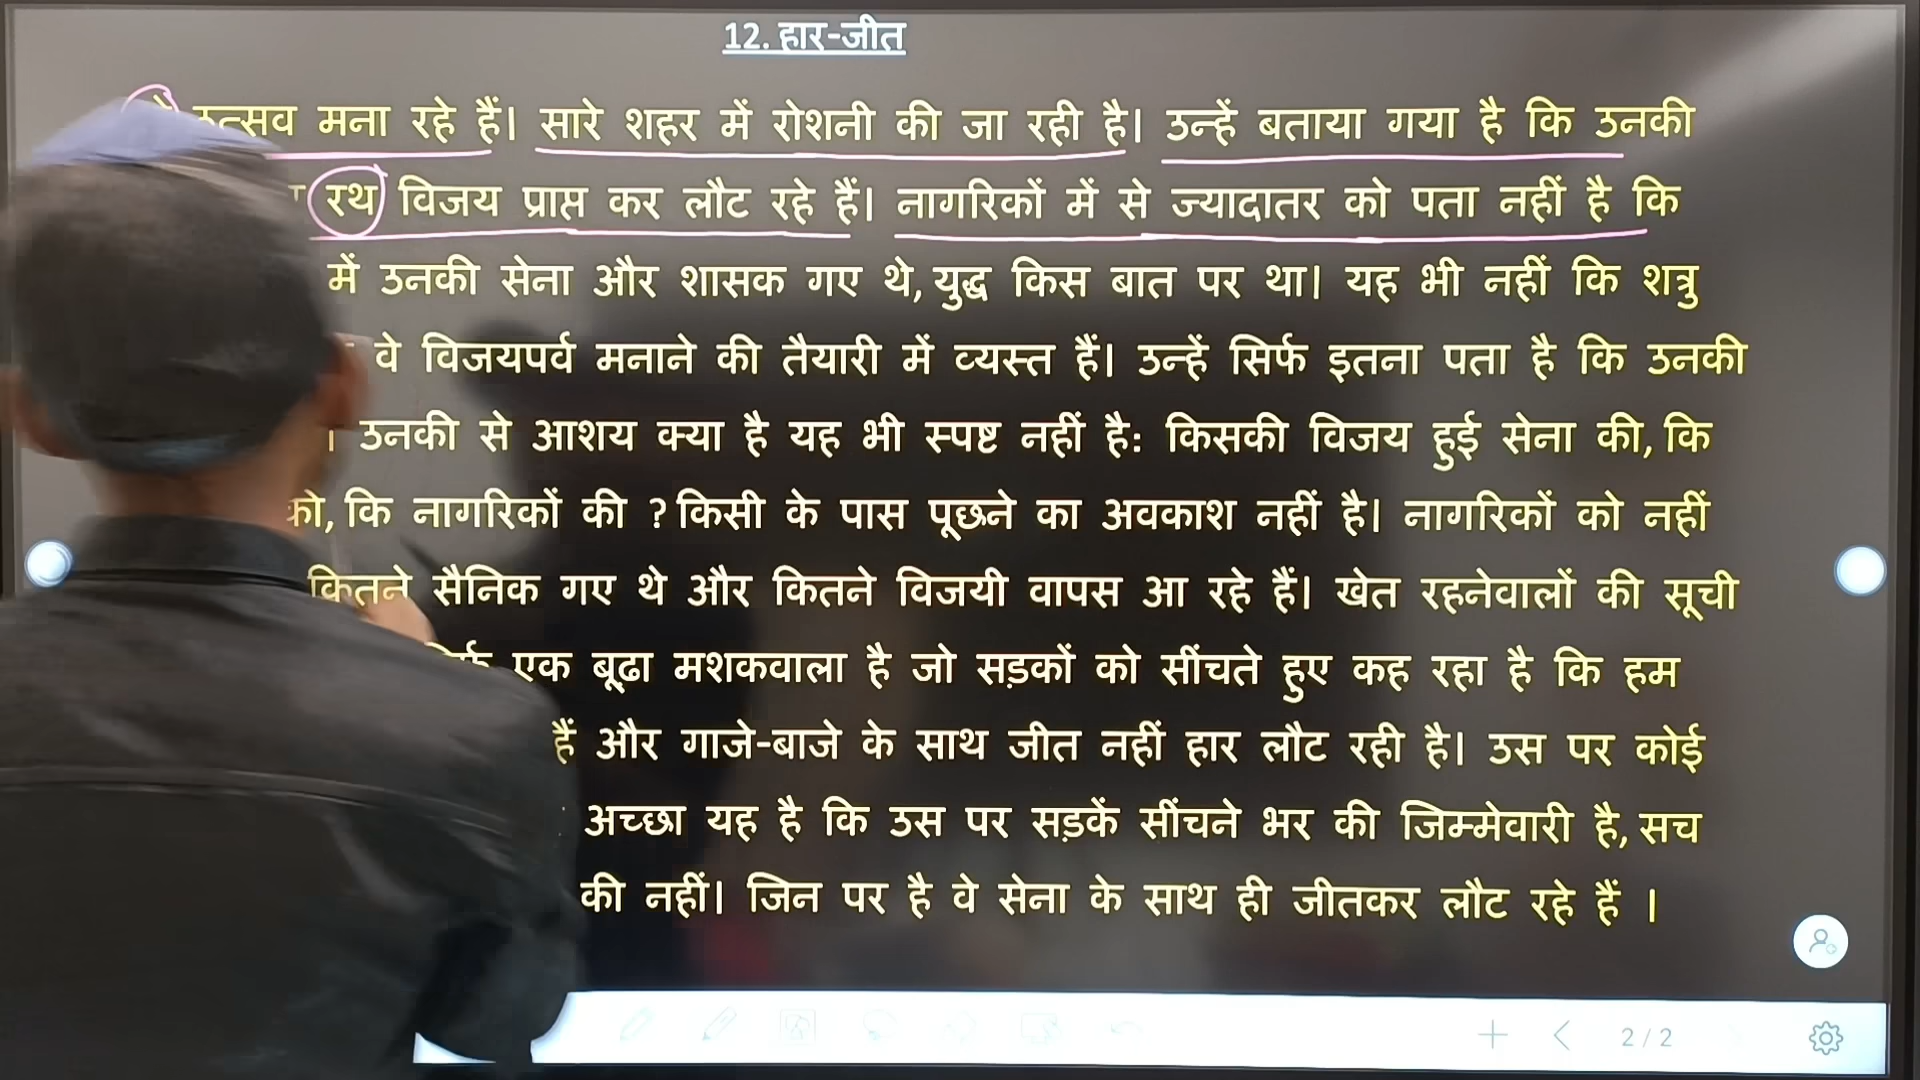 12. हार-जीत
उत्सव मना रहे हैं। सारे शहर में रोशनी की जा रही है। उन्हें बताया गया है कि उनकी
रथ विजय प्राप्त कर लौट रहे हैं। नागरिकों में से ज्यादातर को पता नहीं है कि
में उनकी सेना और शासक गए थे, युद्ध किस बात पर था। यह भी नहीं कि शत्रु
वे विजयपर्व मनाने की तैयारी में व्यस्त हैं। उन्हें सिर्फ इतना पता है कि उनकी
। उनकी से आशय क्या है यह भी स्पष्ट नहीं है: किसकी विजय हुई सेना की, कि
की, कि नागरिकों की ? किसी के पास पूछने का अवकाश नहीं है। नागरिकों को नहीं
कितने सैनिक गए थे और कितने विजयी वापस आ रहे हैं। खेत रहनेवालों की सूची
एक बूढ़ा मशकवाला है जो सड़कों को सींचते हुए कह रहा है कि हम
हैं और गाजे-बाजे के साथ जीत नहीं हार लौट रही है। उस पर कोई
अच्छा यह है कि उस पर सड़कें सींचने भर की जिम्मेवारी है, सच
की नहीं। जिन पर है वे सेना के साथ ही जीतकर लौट रहे हैं ।
2 / 2